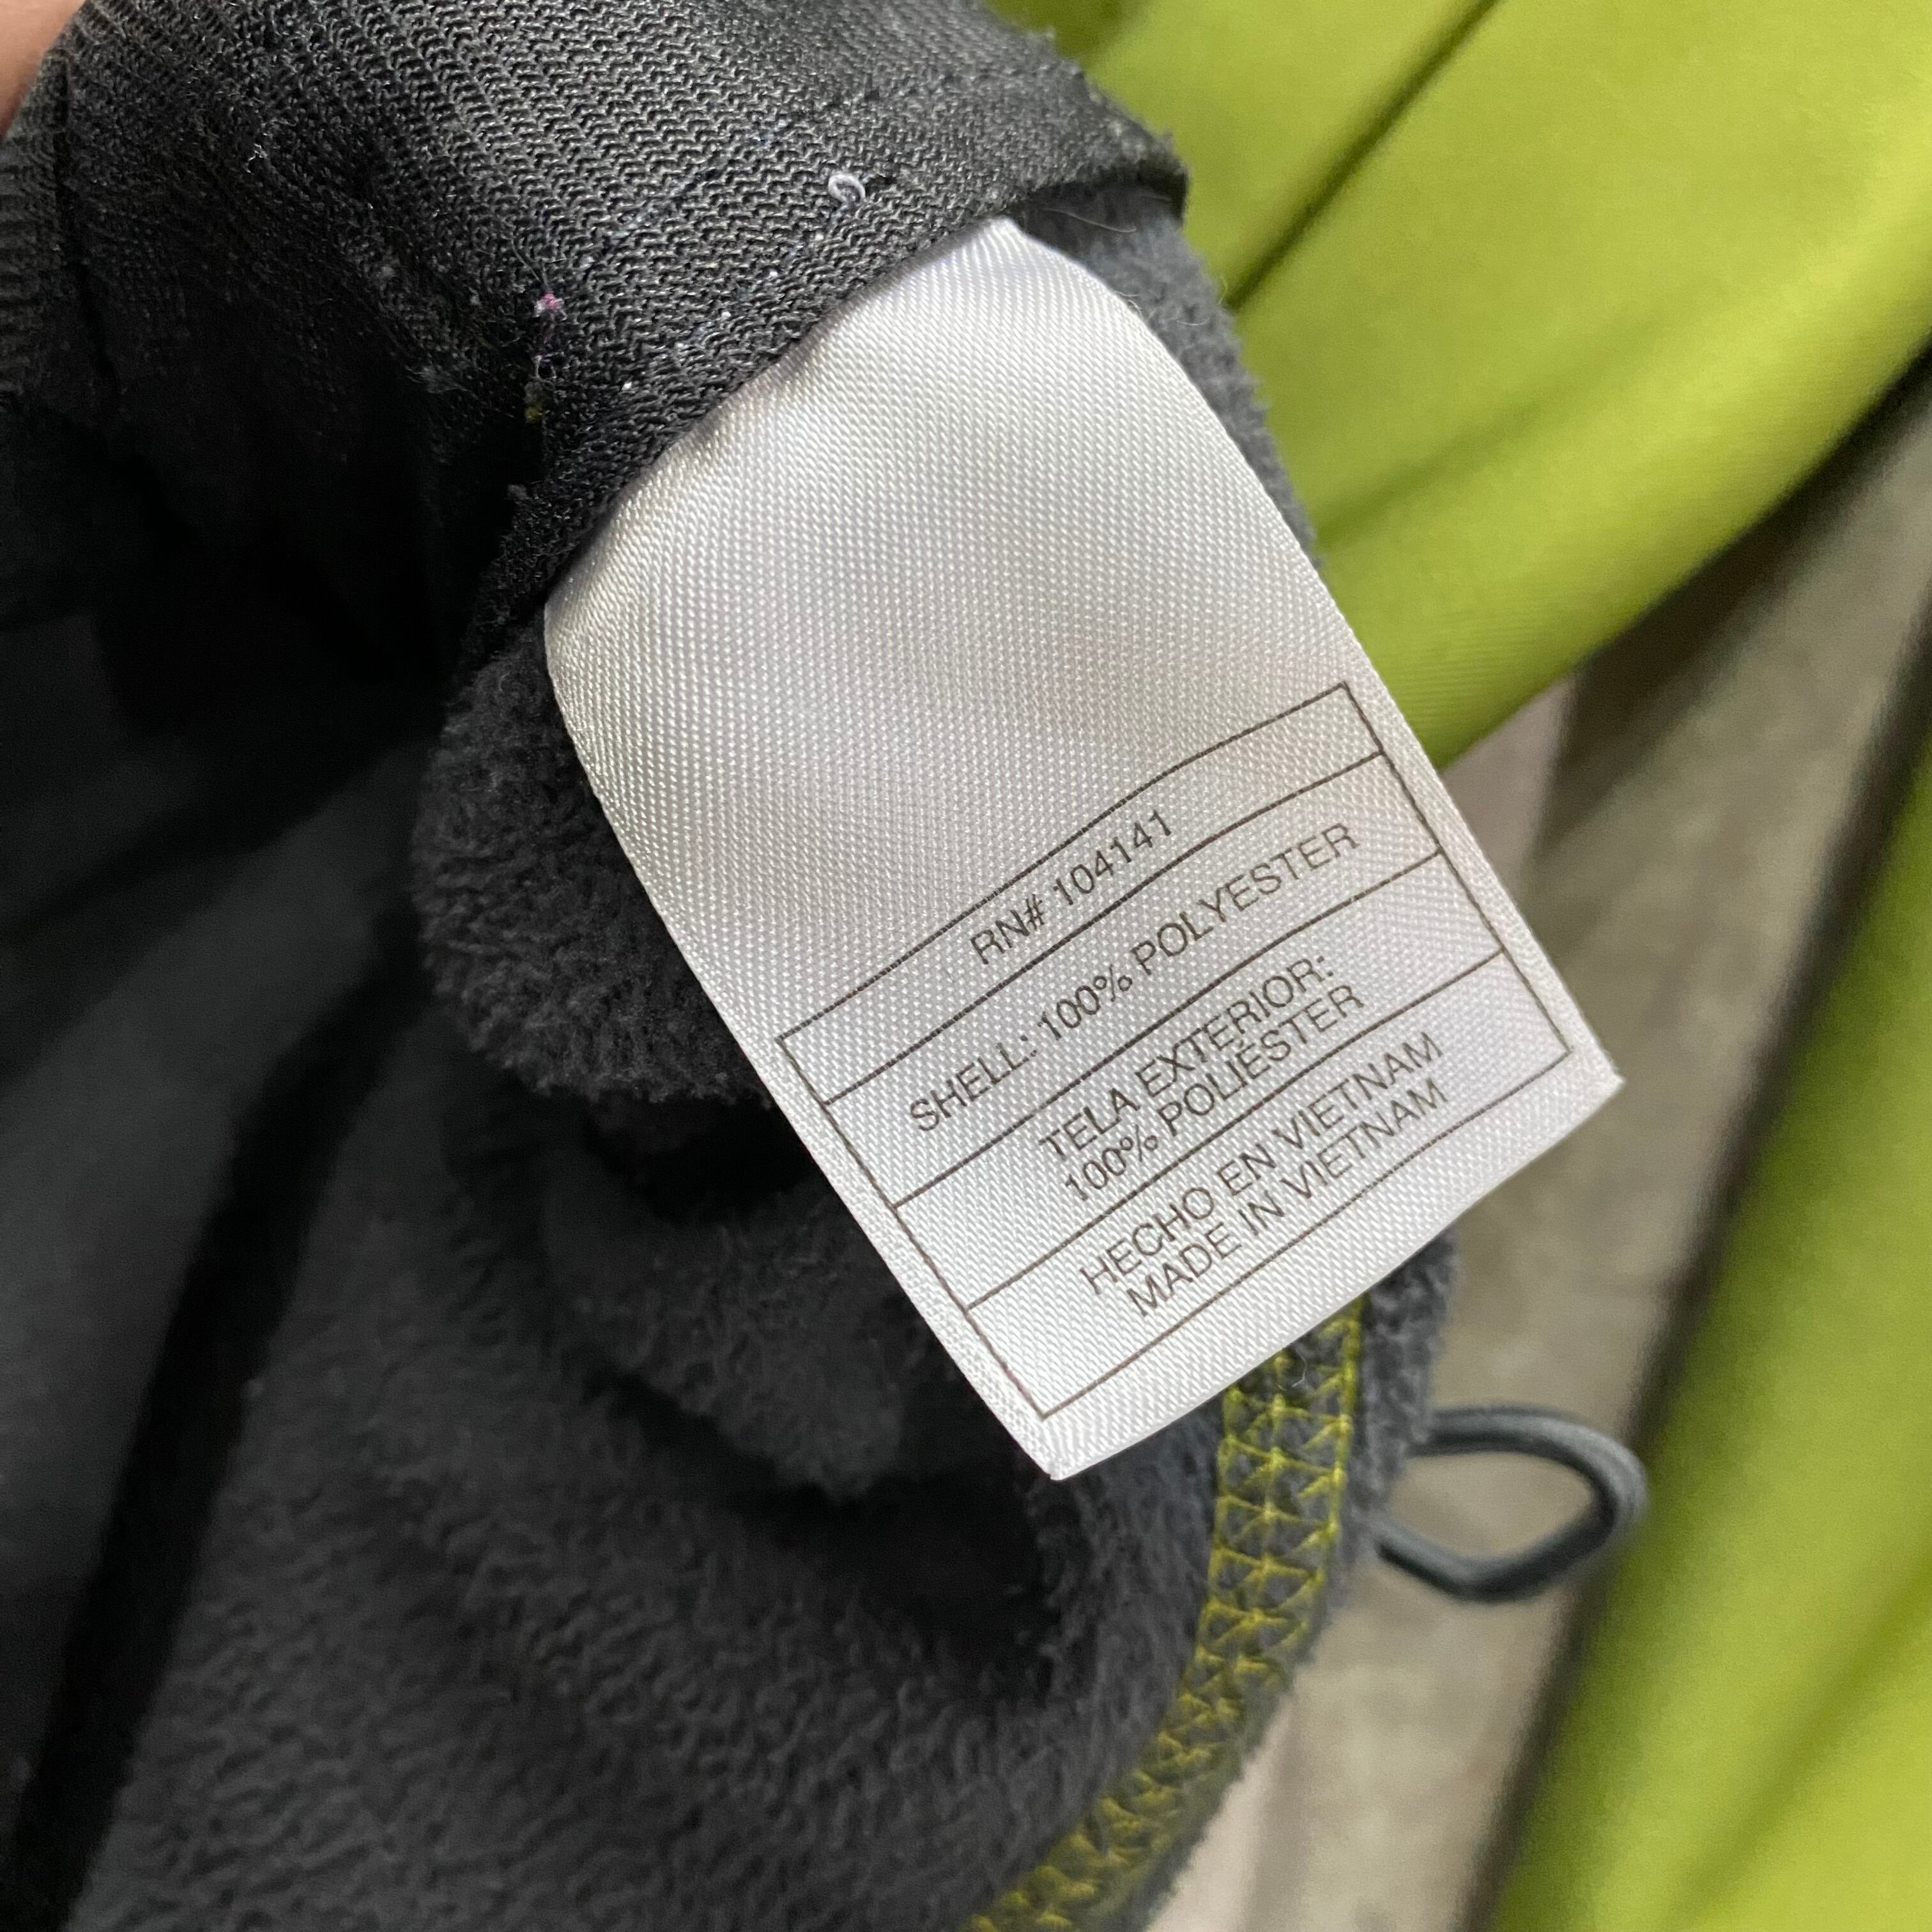 RN# 104141
SHELL: 100% POLYESTER
TELA EXTERIOR:
100% POLIÉSTER
HECHO EN VIETNAM
MADE IN VIETNAM